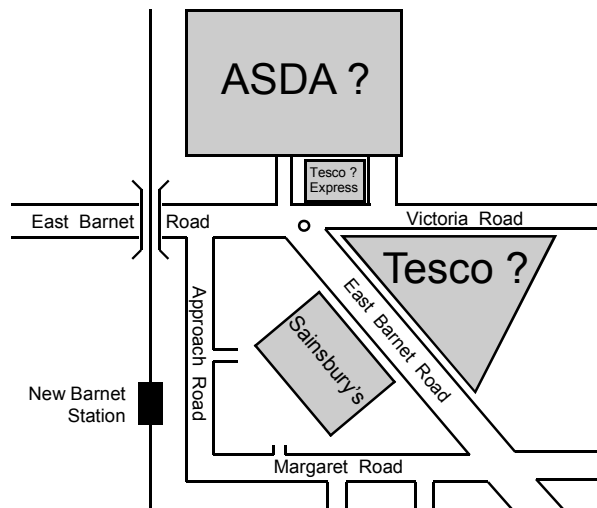 ASDA ?
Tesco ?
Express
East Barnet Road
Victoria Road
Tesco ?
East Barnet Road
Approach Road
Sainsbury's
New Barnet
Station
Margaret Road